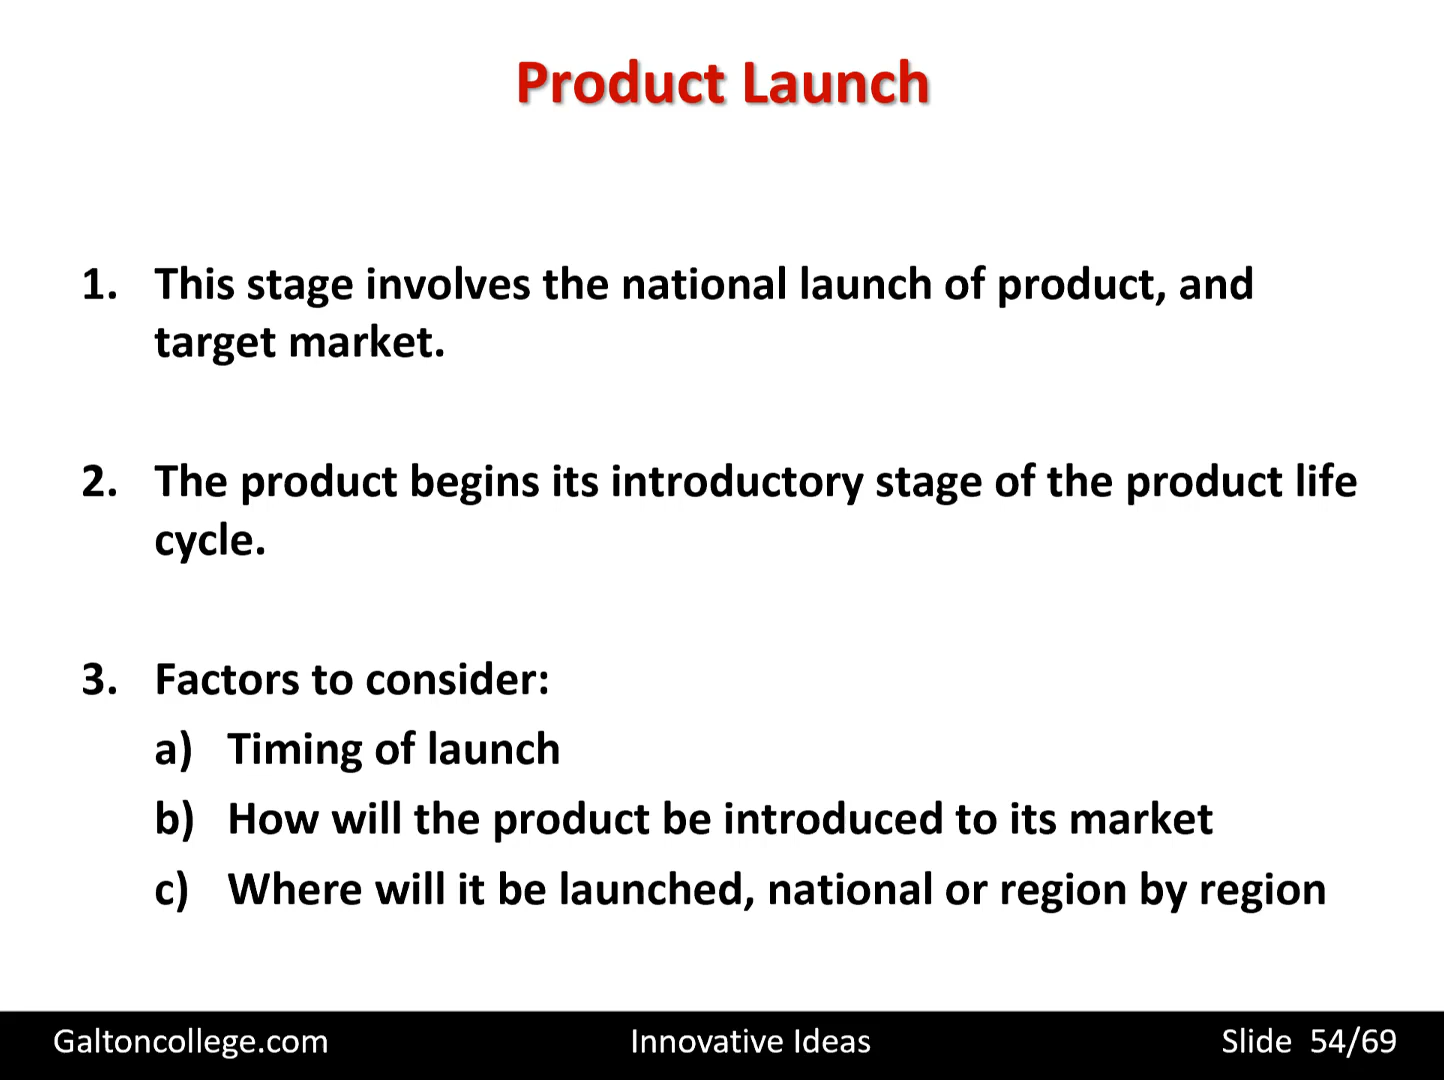 Product Launch
1. This stage involves the national launch of product, and
target market.
2. The product begins its introductory stage of the product life
cycle.
3. Factors to consider:
a) Timing of launch
b) How will the product be introduced to its market
c) Where will it be launched, national or region by region
Galtoncollege.com Innovative Ideas Slide 54/69